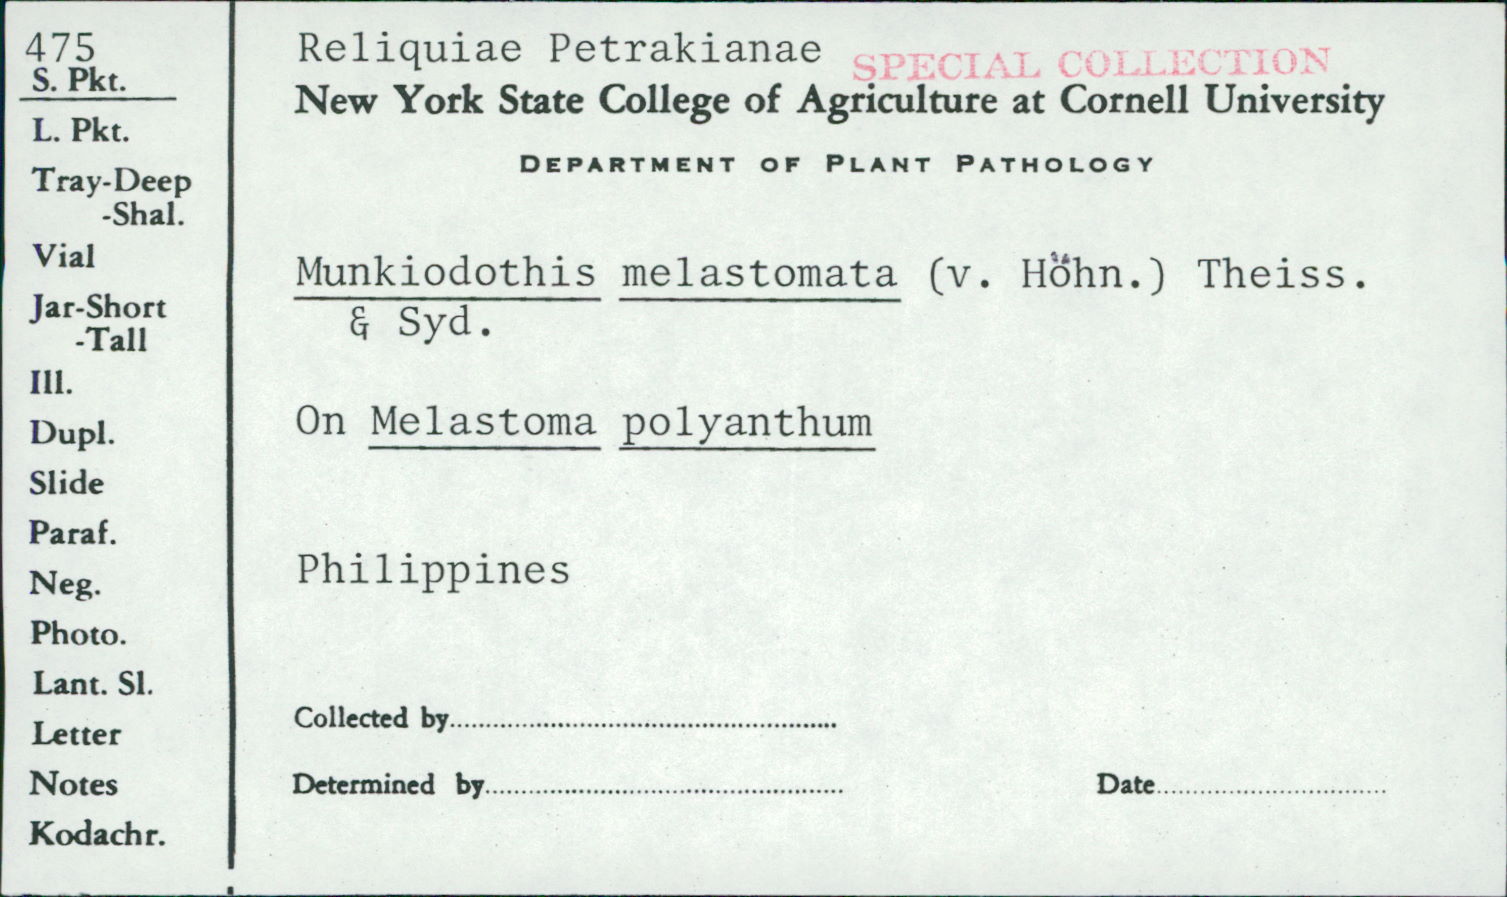 475
S. Pkt.
L. Pkt.
Tray-Deep
-Shal.
Vial
Jar-Short
-Tall
Ill.
Dupl.
Slide
Paraf.
Neg.
Photo.
Lant. Sl.
Letter
Notes
Kodachr.
Reliquiae Petrakianae
SPECIAL COLLECTION
New York State College of Agriculture at Cornell University
DEPARTMENT OF PLANT PATHOLOGY
Munkiodothis melastomata (v. Höhn.) Theiss.
& Syd.
On Melastoma polyanthum
Philippines
Collected by
Determined by
Date